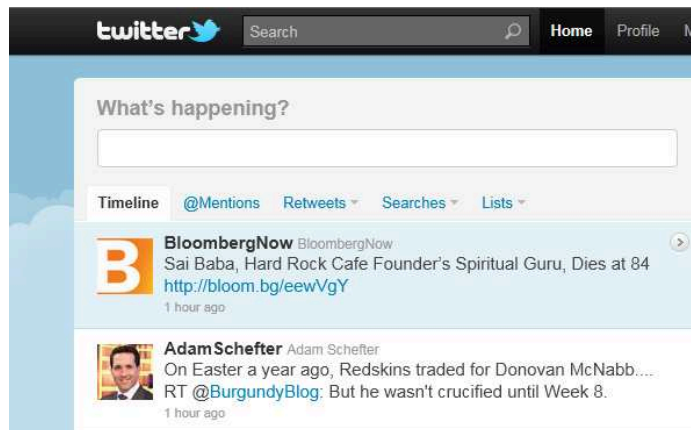 twitter Search Home Profile M
What's happening?
Timeline @Mentions Retweets Searches Lists
B BloombergNow BloombergNow
Sai Baba, Hard Rock Cafe Founder's Spiritual Guru, Dies at 84
http://bloom.bg/eewVgY
1 hour ago
AdamSchefter Adam Schefter
On Easter a year ago, Redskins traded for Donovan McNabb....
RT @BurgundyBlog: But he wasn't crucified until Week 8.
1 hour ago